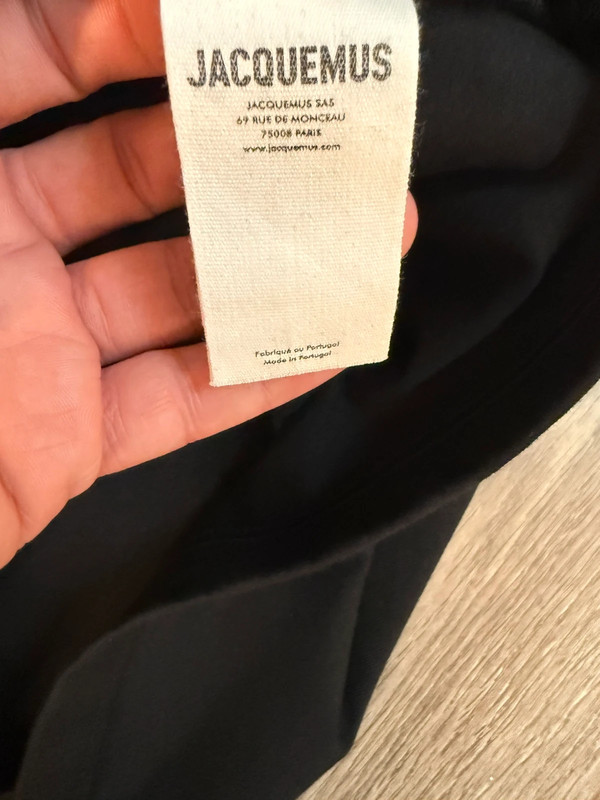 JACQUEMUS
JACQUEMUS SAS
69 RUE DE MONCEAU
75008 PARIS
www.jacquemus.com
Fabriqué au Portugal
Made in Portugal